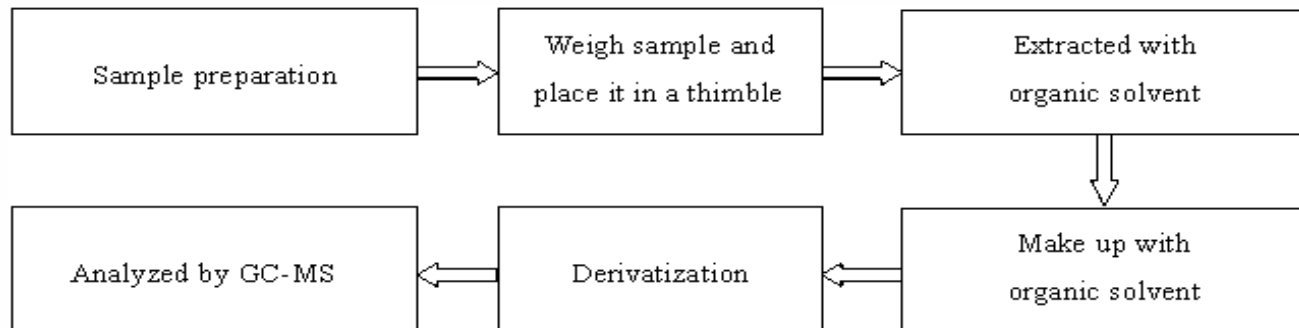 Sample preparation
Weigh sample and
place it in a thimble
Extracted with
organic solvent
Make up with
organic solvent
Derivatization
Analyzed by GC-MS